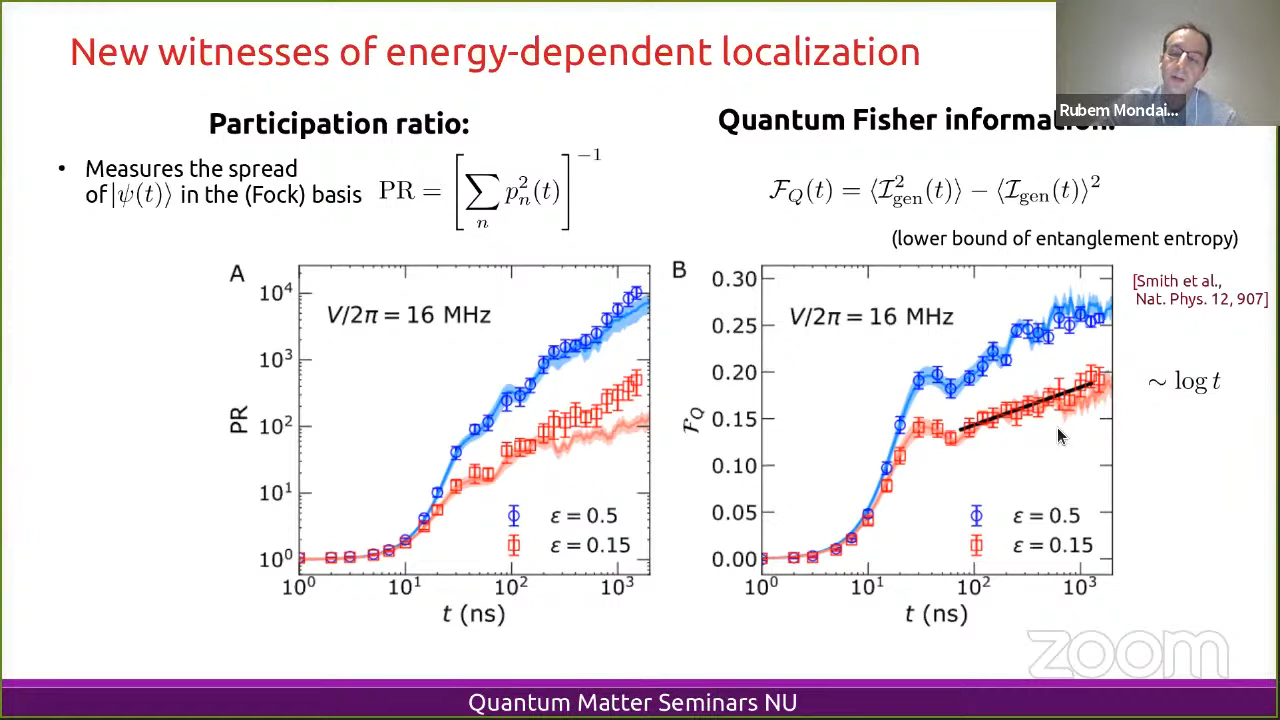 New witnesses of energy-dependent localization
Rubem Mondai...
Participation ratio:
• Measures the spread
of |ψ(t)⟩ in the (Fock) basis
PR = [∑_n p_n^2(t)]^{-1}
Quantum Fisher information:
F_Q(t) = ⟨I_gen^2(t)⟩ − ⟨I_gen(t)⟩^2
(lower bound of entanglement entropy)
[Smith et al.,
Nat. Phys. 12, 907]
∼ log t
A
V/2π = 16 MHz
PR
10^4
10^3
10^2
10^1
10^0
ε = 0.5
ε = 0.15
10^0 10^1 10^2 10^3
t (ns)
B
V/2π = 16 MHz
F_Q
0.30
0.25
0.20
0.15
0.10
0.05
0.00
ε = 0.5
ε = 0.15
10^0 10^1 10^2 10^3
t (ns)
zoom
Quantum Matter Seminars NU